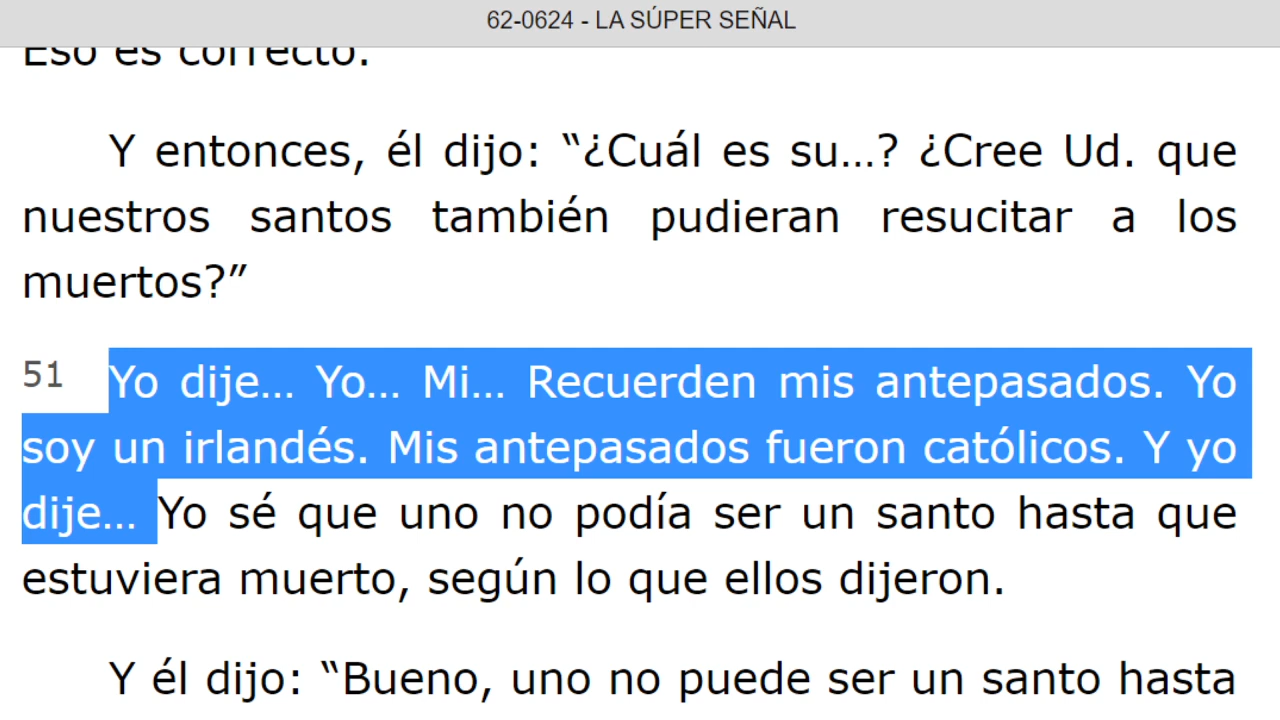 62-0624 - LA SÚPER SEÑAL
Eso es correcto.
Y entonces, él dijo: “¿Cuál es su...? ¿Cree Ud. que
nuestros santos también pudieran resucitar a los
muertos?”
51 Yo dije... Yo... Mi... Recuerden mis antepasados. Yo
soy un irlandés. Mis antepasados fueron católicos. Y yo
dije... Yo sé que uno no podía ser un santo hasta que
estuviera muerto, según lo que ellos dijeron.
Y él dijo: “Bueno, uno no puede ser un santo hasta